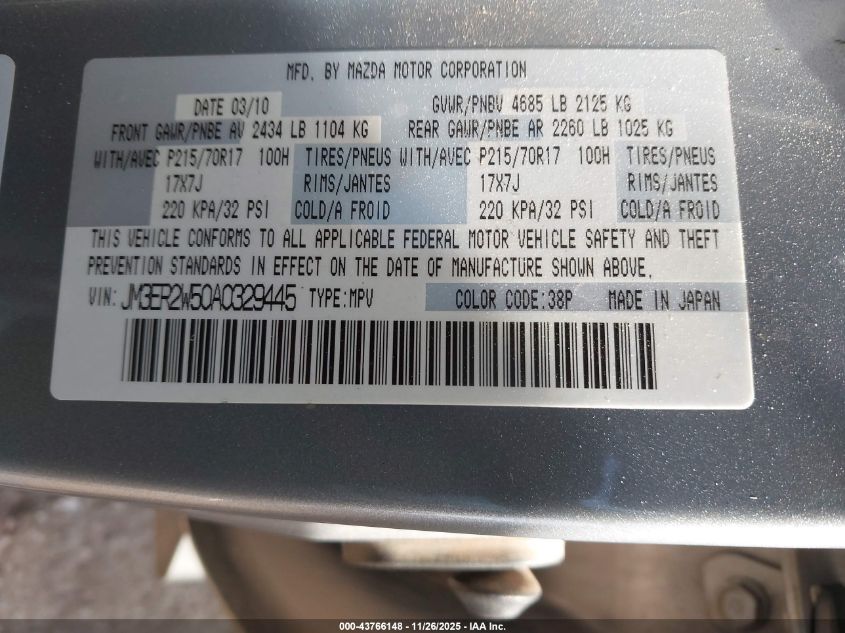 MFD. BY MAZDA MOTOR CORPORATION
DATE 03/10 GVWR/PNBV 4685 LB 2125 KG
FRONT GAWR/PNBE AV 2434 LB 1104 KG REAR GAWR/PNBE AR 2260 LB 1025 KG
WITH/AVEC P215/70R17 100H TIRES/PNEUS WITH/AVEC P215/70R17 100H TIRES/PNEUS
17X7J RIMS/JANTES 17X7J RIMS/JANTES
220 KPA/32 PSI COLD/A FROID 220 KPA/32 PSI COLD/A FROID
THIS VEHICLE CONFORMS TO ALL APPLICABLE FEDERAL MOTOR VEHICLE SAFETY AND THEFT
PREVENTION STANDARDS IN EFFECT ON THE DATE OF MANUFACTURE SHOWN ABOVE.
VIN: JM3ER2W50A0329445 TYPE:MPV COLOR CODE:38P MADE IN JAPAN
000-43766148 - 11/26/2025 - IAA Inc.